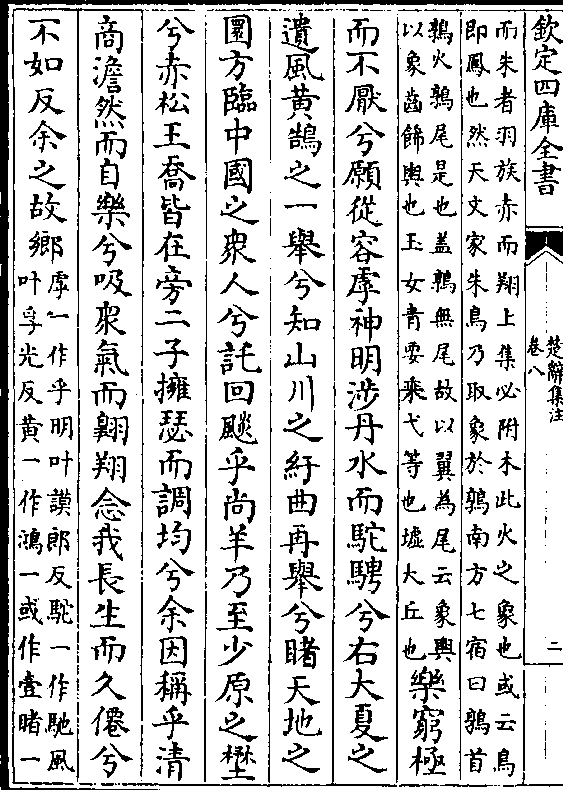 欽定四庫全書
楚辭集注
卷八
二
而朱者羽族赤而翔上集必附木此火之象也或云鳥
即鳳也然天文家朱鳥乃取象於鶉南方七宿曰鶉首
鶉火鶉尾是也蓋鶉無尾故以翼為尾云象輿
以象齒飾輿也玉女青要乘弋等也墟大丘也
樂窮極
而不厭兮願從容虖神明涉丹水而駝騁兮右大夏之
遺風黄鵠之一舉兮知山川之紆曲再舉兮睹天地之
圜方臨中國之衆人兮託回飈乎尚羊乃至少原之壄
兮赤松王喬皆在旁二子擁瑟而調均兮余因稱乎清
商澹然而自樂兮吸衆氣而翺翔念我長生而久僊兮
不如反余之故鄉
虖一作乎明叶謨郎反駝一作馳風
叶孚光反黄一作鴻一或作壹睹一